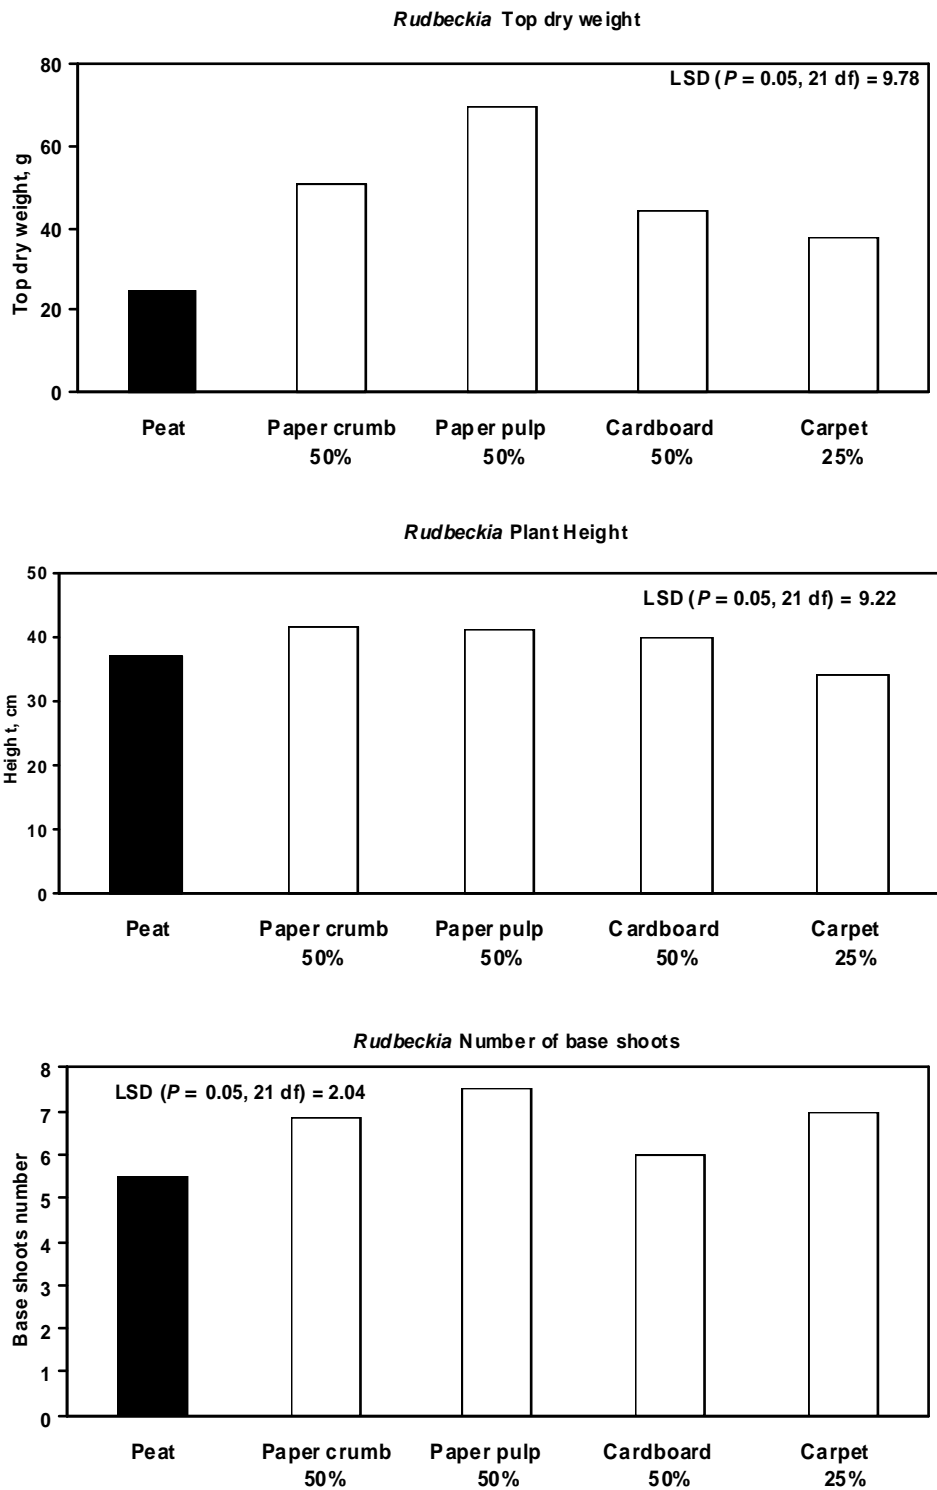 Rudbeckia Top dry weight
LSD (P = 0.05, 21 df) = 9.78
Top dry weight, g
80
60
40
20
0
Peat Paper crumb Paper pulp Cardboard Carpet
50% 50% 50% 25%
Rudbeckia Plant Height
LSD (P = 0.05, 21 df) = 9.22
Height, cm
50
40
30
20
10
0
Peat Paper crumb Paper pulp Cardboard Carpet
50% 50% 50% 25%
Rudbeckia Number of base shoots
LSD (P = 0.05, 21 df) = 2.04
Base shoots number
8
7
6
5
4
3
2
1
0
Peat Paper crumb Paper pulp Cardboard Carpet
50% 50% 50% 25%